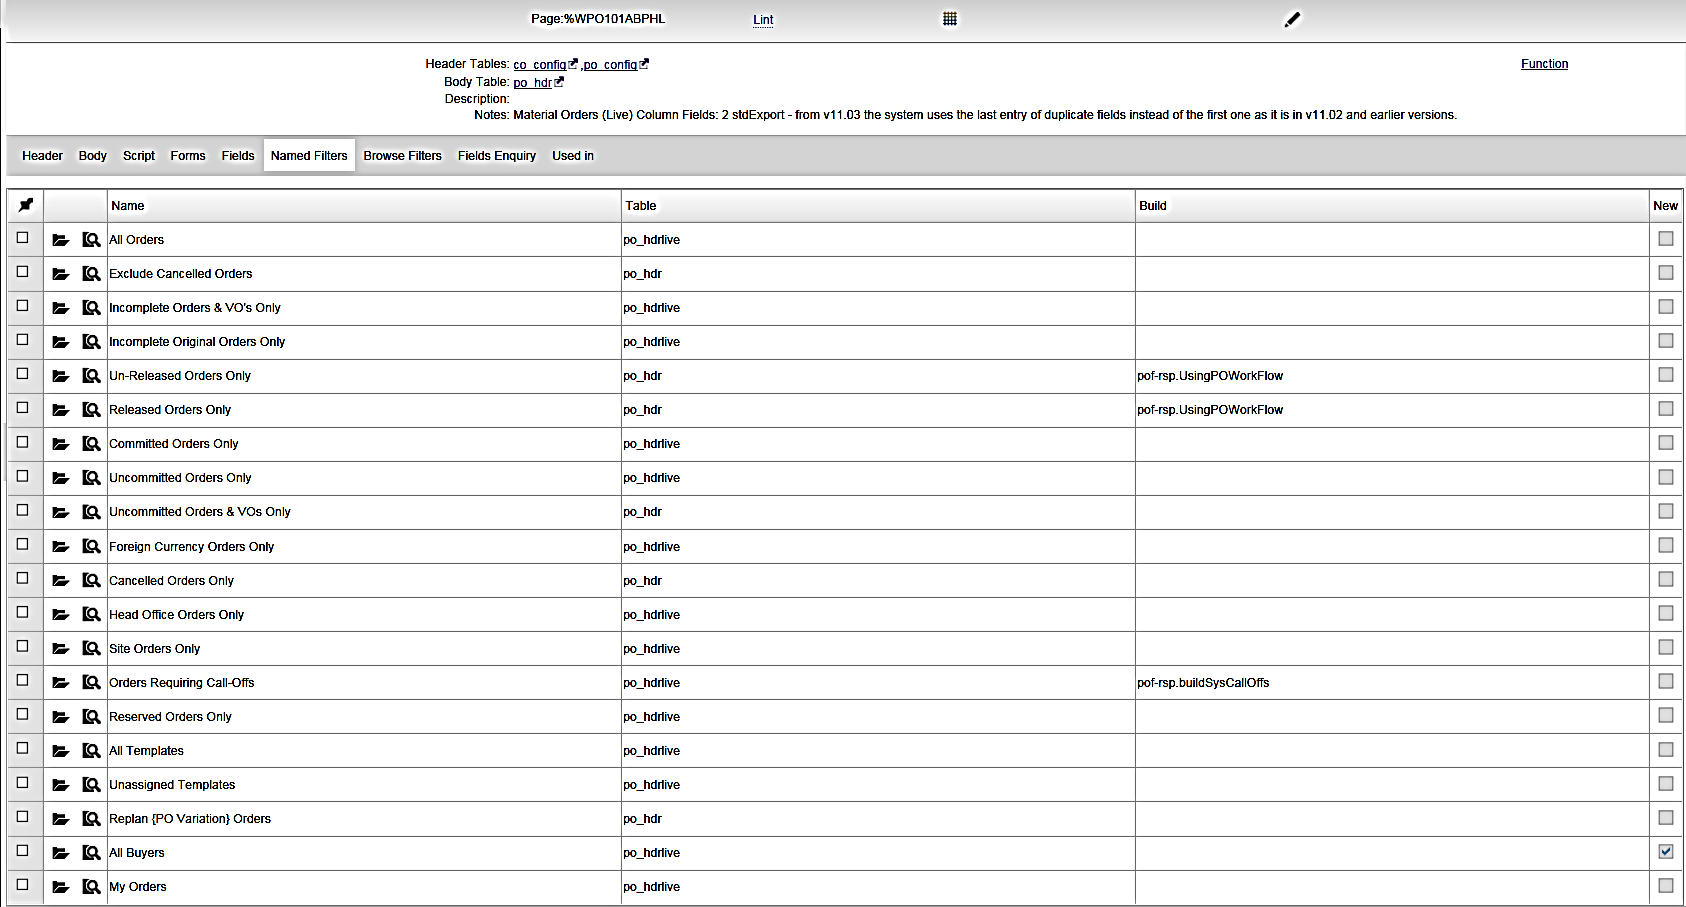 Page:%WPO101ABPHL Lint
Header Tables: co_config ,po_config Function
Body Table: po_hdr
Description:
Notes: Material Orders (Live) Column Fields: 2 stdExport - from v11.03 the system uses the last entry of duplicate fields instead of the first one as it is in v11.02 and earlier versions.
Header Body Script Forms Fields Named Filters Browse Filters Fields Enquiry Used in
Name Table Build New
All Orders po_hdrlive
Exclude Cancelled Orders po_hdr
Incomplete Orders & VO's Only po_hdrlive
Incomplete Original Orders Only po_hdrlive
Un-Released Orders Only po_hdr pof-rsp.UsingPOWorkFlow
Released Orders Only po_hdr pof-rsp.UsingPOWorkFlow
Committed Orders Only po_hdrlive
Uncommitted Orders Only po_hdrlive
Uncommitted Orders & VOs Only po_hdr
Foreign Currency Orders Only po_hdrlive
Cancelled Orders Only po_hdr
Head Office Orders Only po_hdrlive
Site Orders Only po_hdrlive
Orders Requiring Call-Offs po_hdrlive pof-rsp.buildSysCallOffs
Reserved Orders Only po_hdrlive
All Templates po_hdrlive
Unassigned Templates po_hdrlive
Replan {PO Variation} Orders po_hdr
All Buyers po_hdrlive
My Orders po_hdrlive